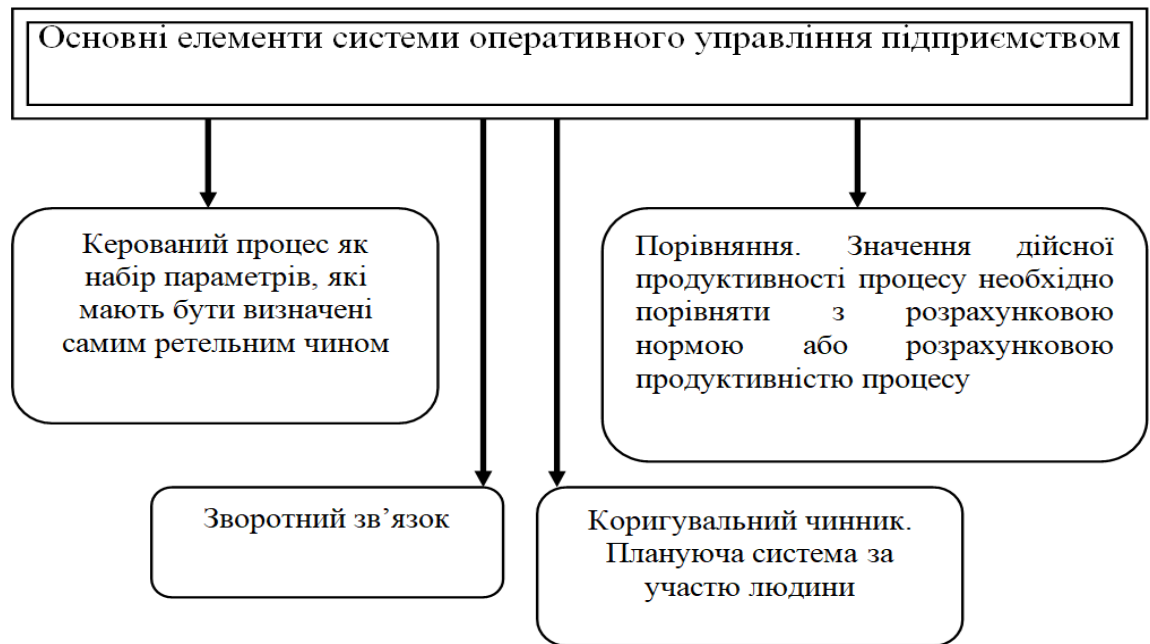 Основні елементи системи оперативного управління підприємством
Керований процес як
набір параметрів, які
мають бути визначені
самим ретельним чином
Порівняння. Значення дійсної
продуктивності процесу необхідно
порівняти з розрахунковою
нормою або розрахунковою
продуктивністю процесу
Зворотний зв’язок
Коригувальний чинник.
Плануюча система за
участю людини